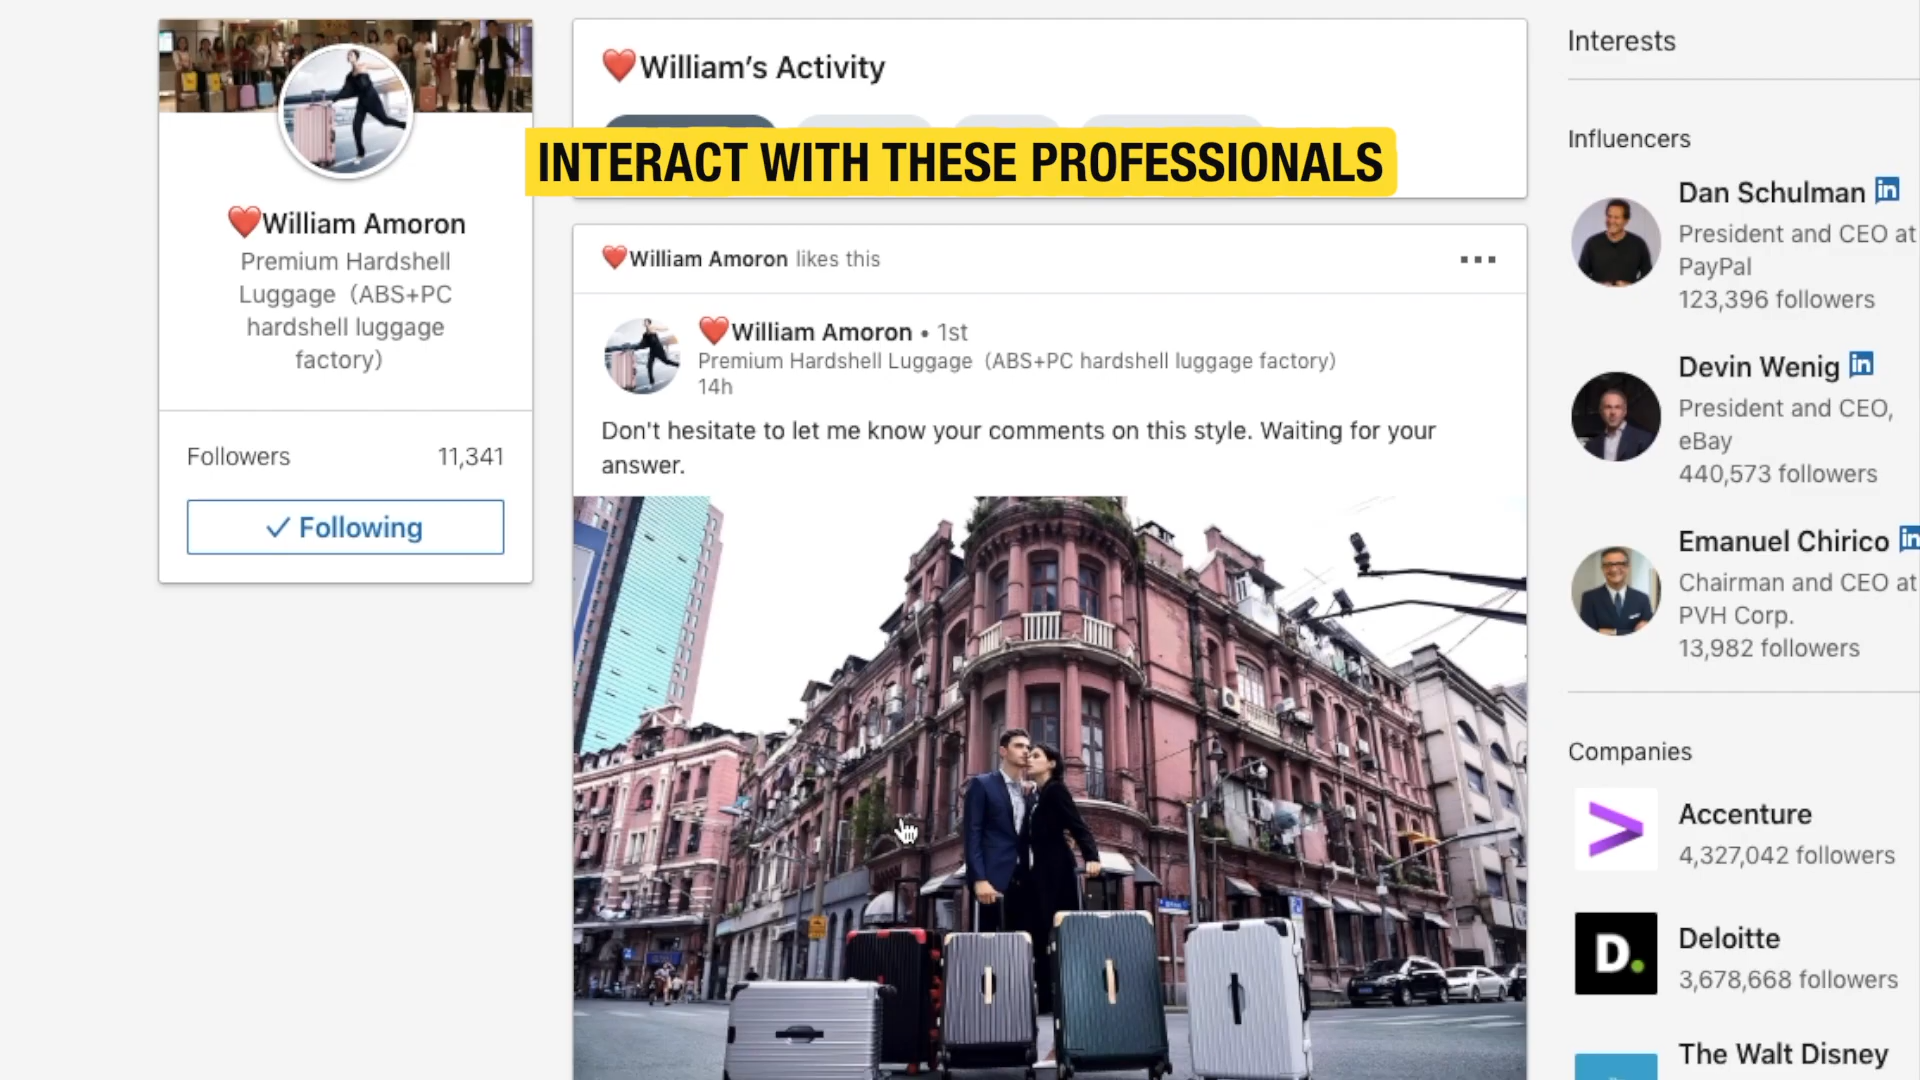 ❤️William Amoron
Premium Hardshell
Luggage（ABS+PC
hardshell luggage
factory)
Followers 11,341
✓ Following
❤️William’s Activity
INTERACT WITH THESE PROFESSIONALS
❤️William Amoron likes this
❤️William Amoron • 1st
Premium Hardshell Luggage（ABS+PC hardshell luggage factory)
14h
Don't hesitate to let me know your comments on this style. Waiting for your
answer.
Interests
Influencers
Dan Schulman in
President and CEO at
PayPal
123,396 followers
Devin Wenig in
President and CEO,
eBay
440,573 followers
Emanuel Chirico in
Chairman and CEO at
PVH Corp.
13,982 followers
Companies
Accenture
4,327,042 followers
D.
Deloitte
3,678,668 followers
The Walt Disney